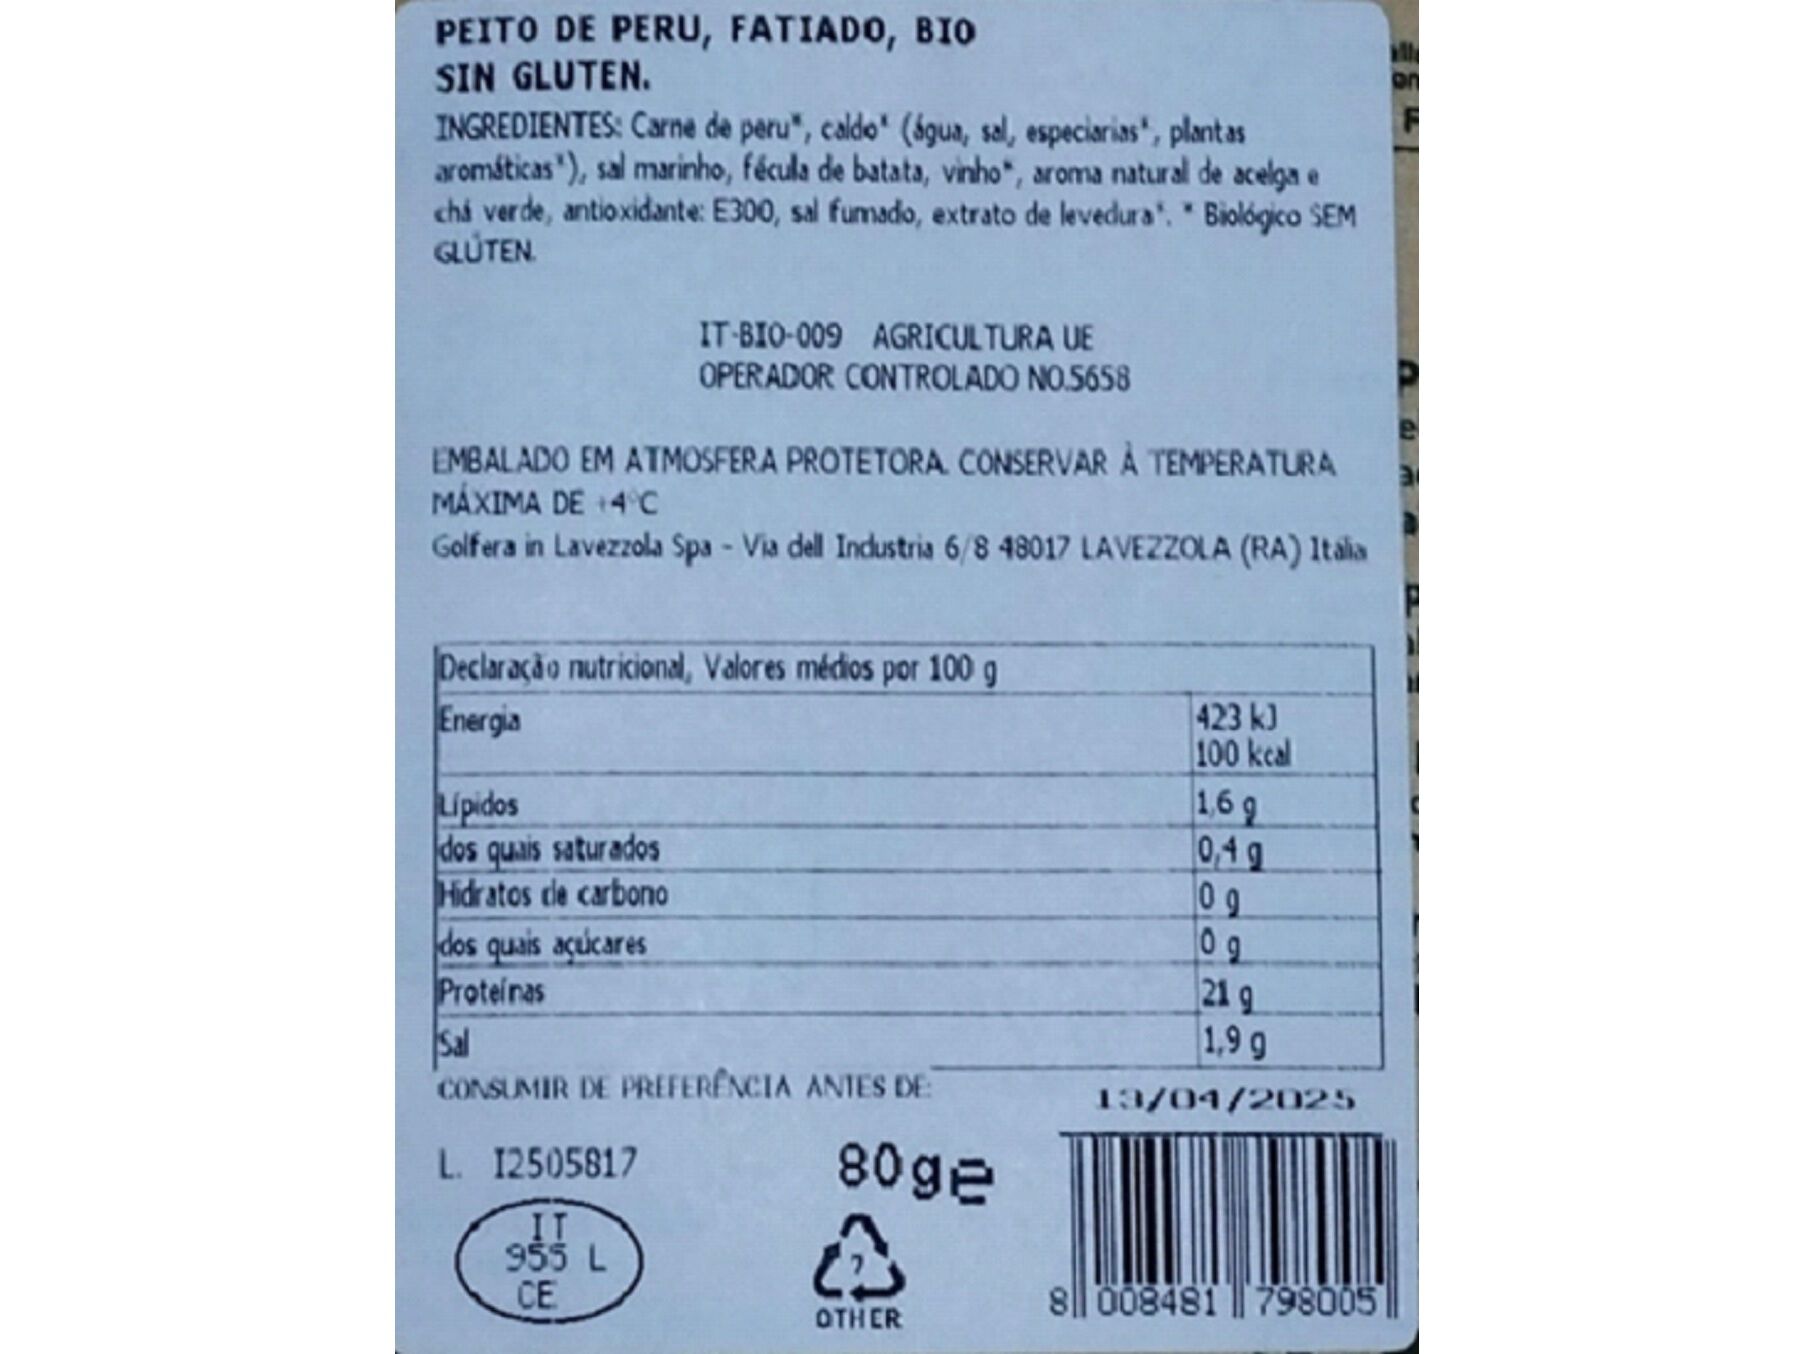 PEITO DE PERU, FATIADO, BIO
SIN GLUTEN.
INGREDIENTES: Carne de peru*, caldo* (água, sal, especiarias*, plantas
aromáticas*), sal marinho, fécula de batata, vinho*, aroma natural de acelga e
chá verde, antioxidante: E300, sal fumado, extrato de levedura*. * Biológico SEM
GLÚTEN.
IT-BIO-009 AGRICULTURA UE
OPERADOR CONTROLADO NO.5658
EMBALADO EM ATMOSFERA PROTETORA. CONSERVAR À TEMPERATURA
MÁXIMA DE +4°C
Golfera in Lavezzola Spa - Via dell Industria 6/8 48017 LAVEZZOLA (RA) Itália
Declaração nutricional, Valores médios por 100 g
Energia 423 kJ
100 kcal
Lípidos 1,6 g
dos quais saturados 0,4 g
Hidratos de carbono 0 g
dos quais açúcares 0 g
Proteínas 21 g
Sal 1,9 g
CONSUMIR DE PREFERÊNCIA ANTES DE: 13/04/2025
L. I2505817
80g e
IT
955 L
CE
7
OTHER
8 008481 798005